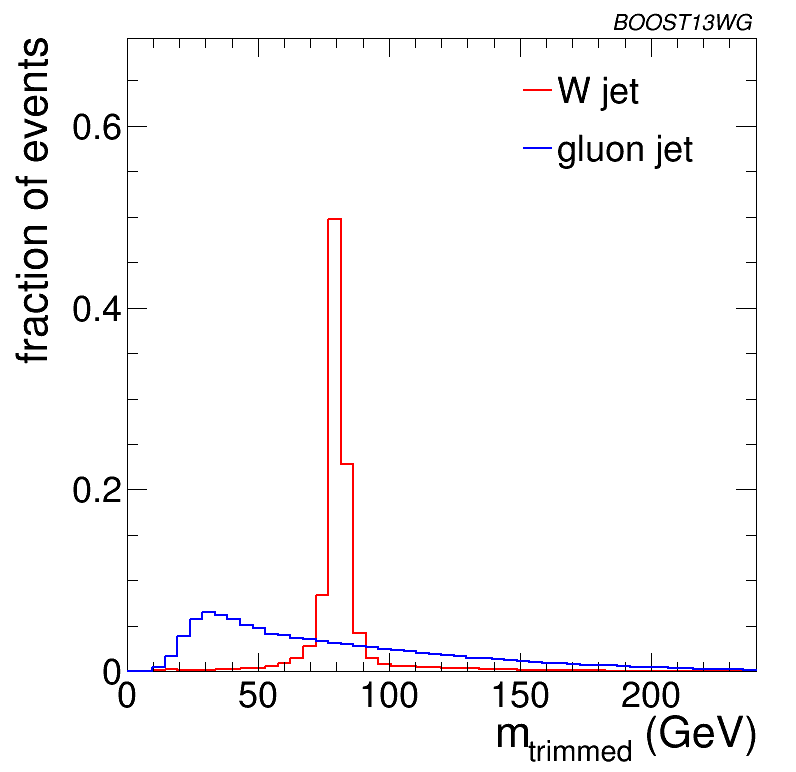 BOOST13WG
fraction of events
W jet
gluon jet
0.6
0.4
0.2
0
0 50 100 150 200
m_trimmed (GeV)